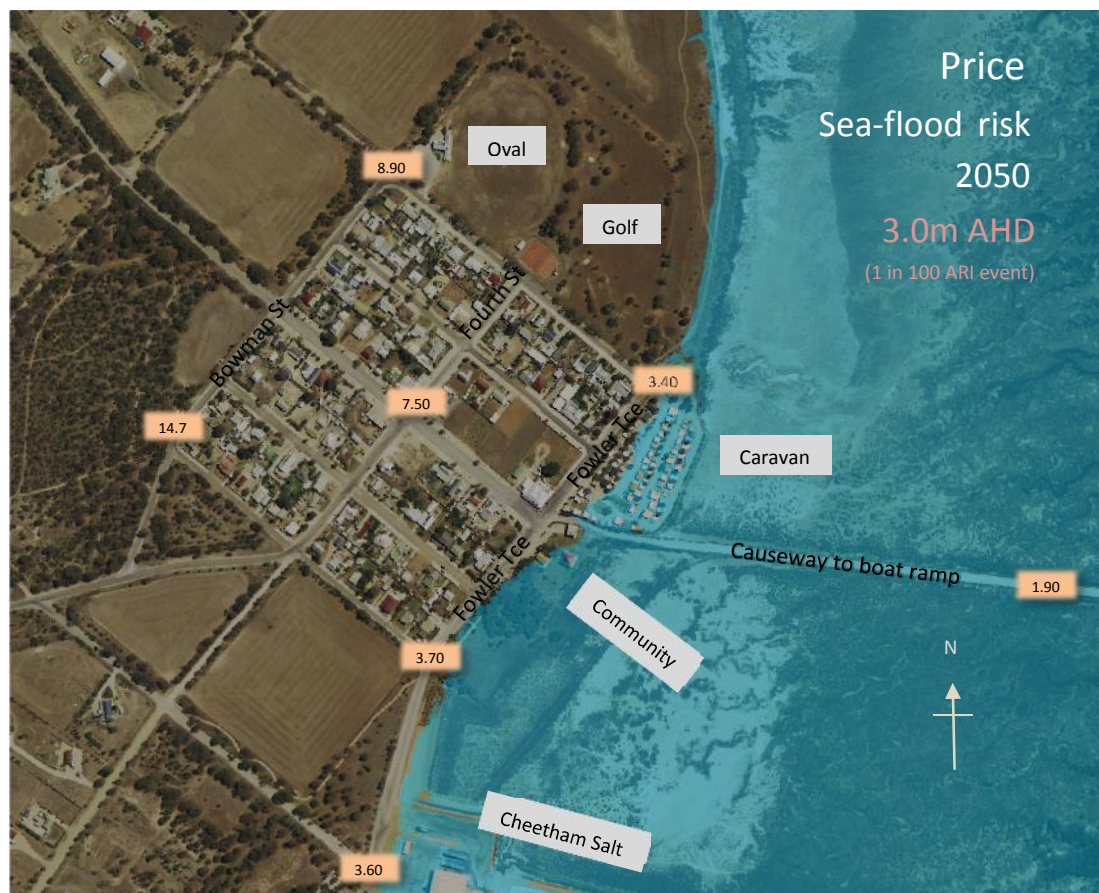 Price
Sea-flood risk
2050
3.0m AHD
(1 in 100 ARI event)
Oval
8.90
Golf
Fourth St
Bowman St
3.40
7.50
14.7
Fowler Tce
Caravan
Causeway to boat ramp
1.90
Fowler Tce
Community
3.70
N
Cheetham Salt
3.60